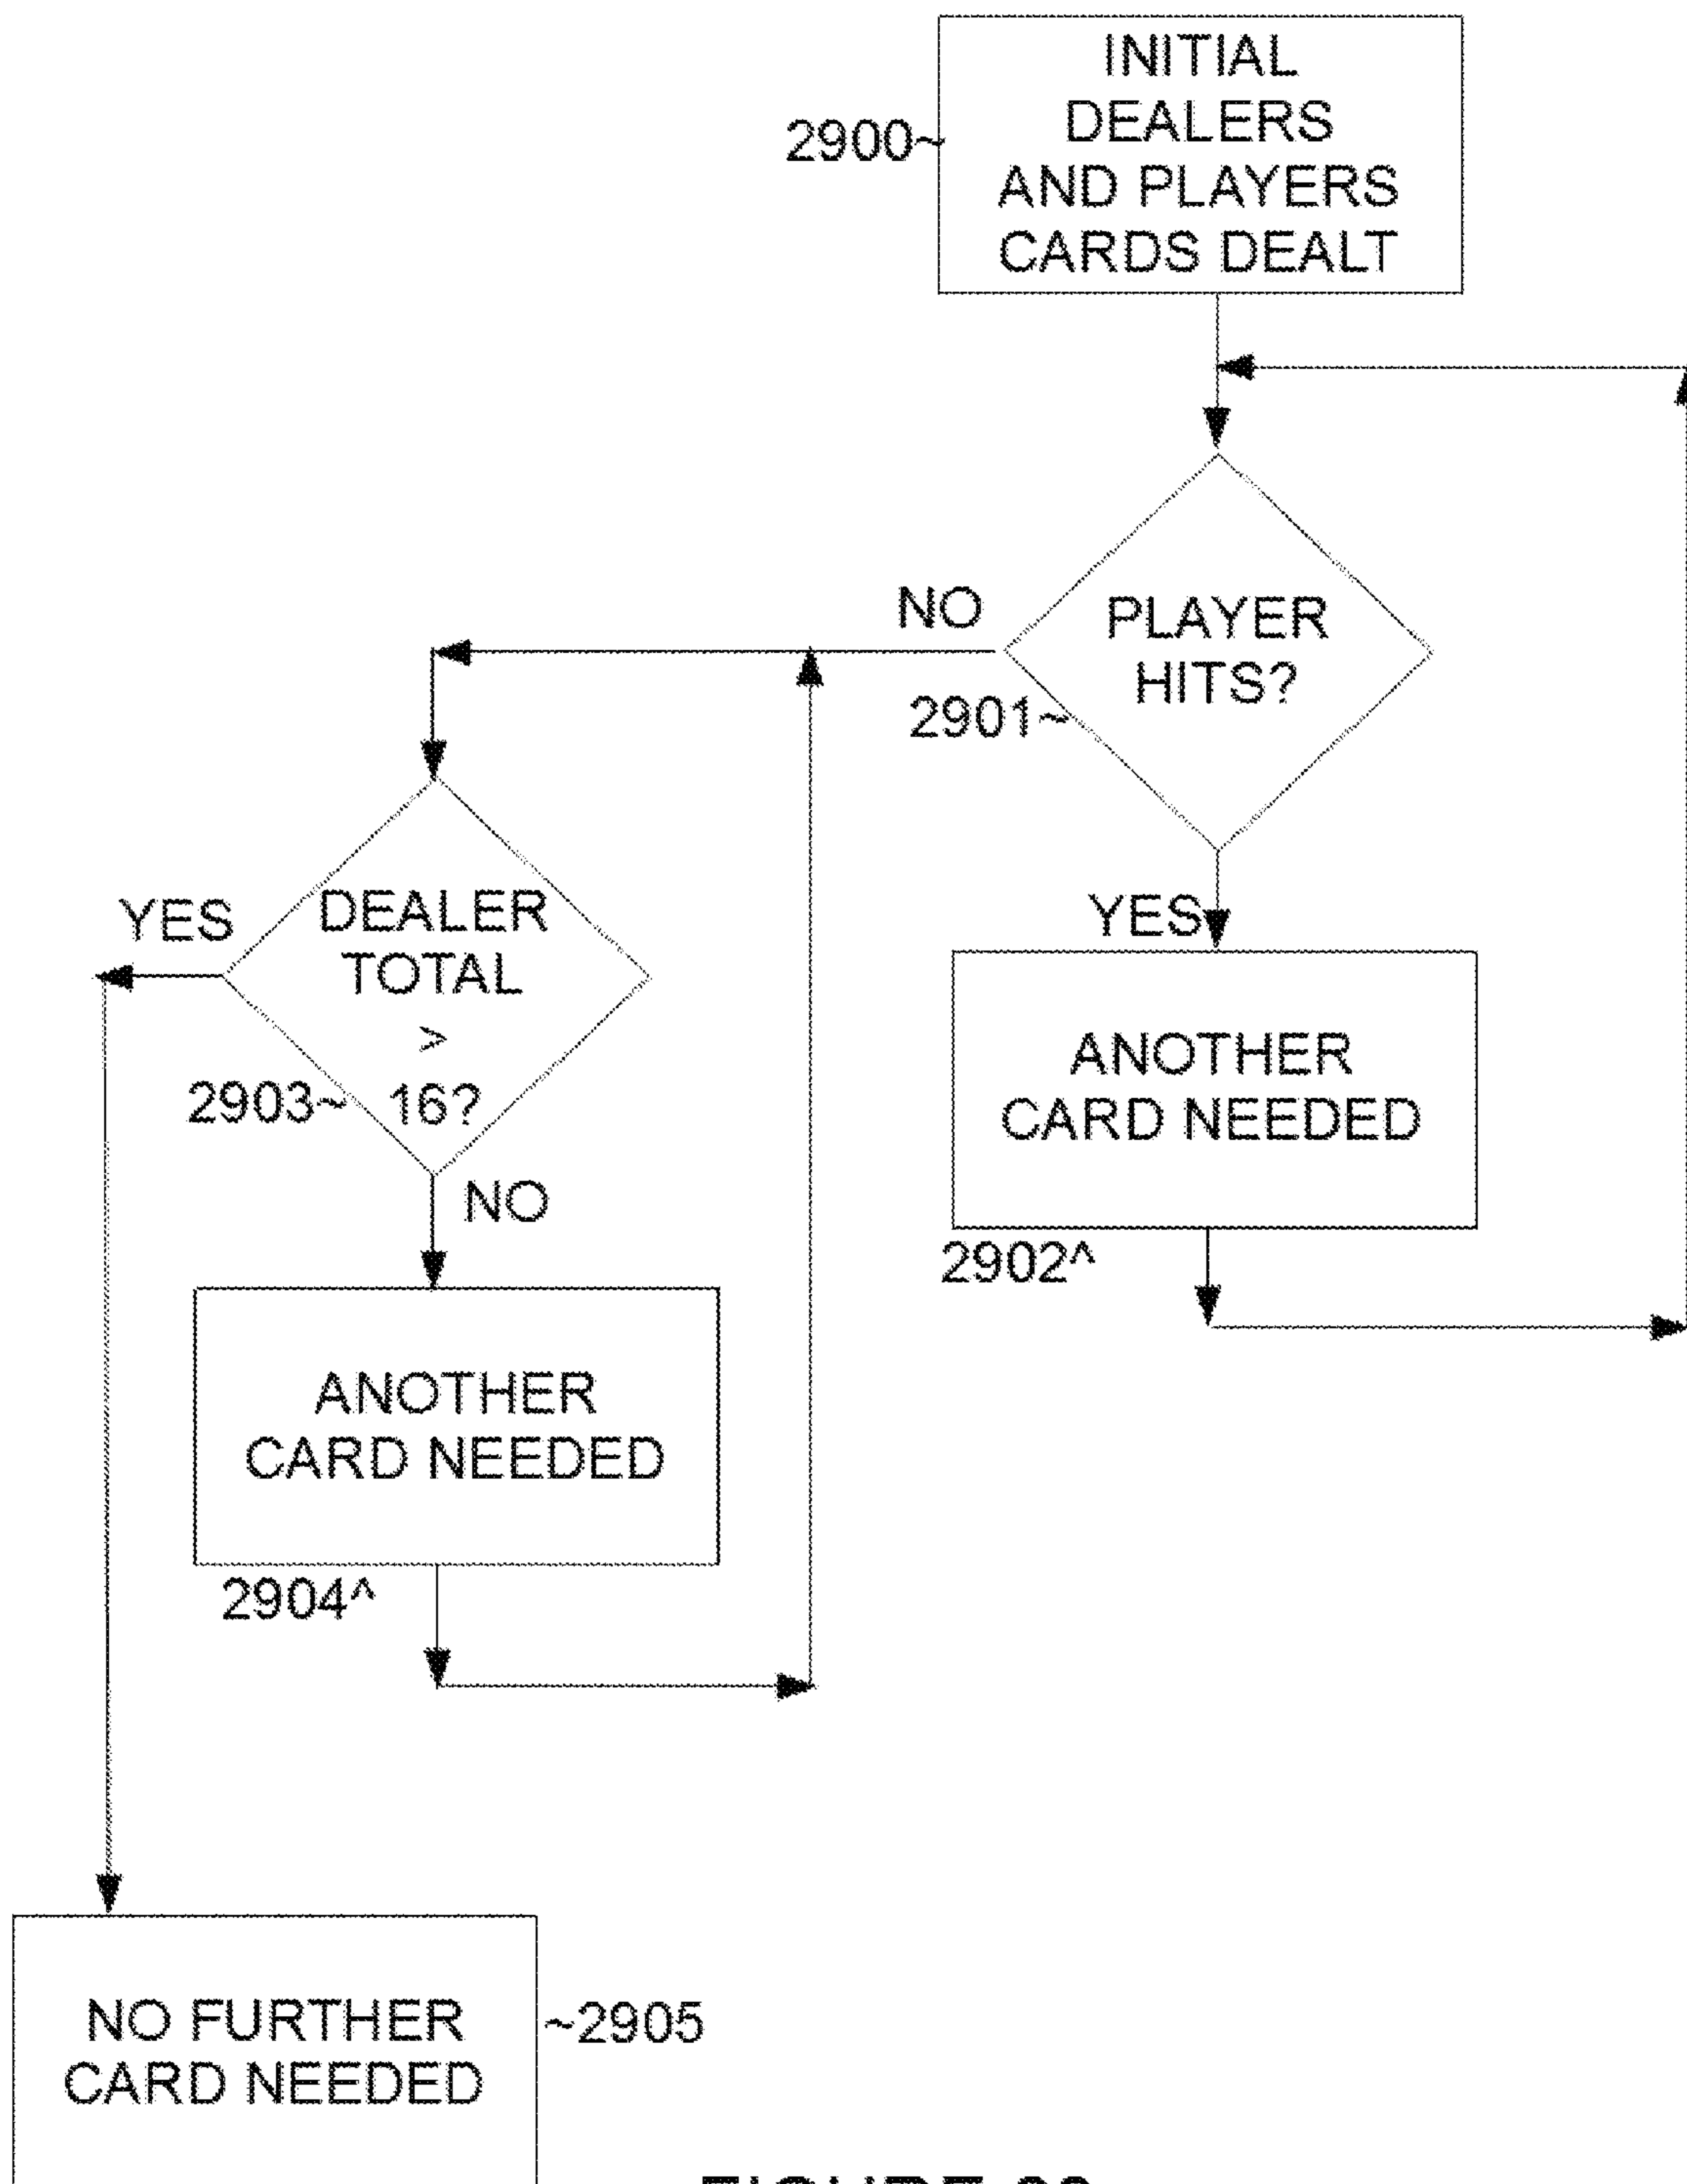 INITIAL
DEALERS
AND PLAYERS
CARDS DEALT
2900~
NO
PLAYER
HITS?
2901~
YES
DEALER
TOTAL
>
16?
2903~
YES
ANOTHER
CARD NEEDED
2902^
NO
ANOTHER
CARD NEEDED
2904^
NO FURTHER
CARD NEEDED
~2905
FIGURE